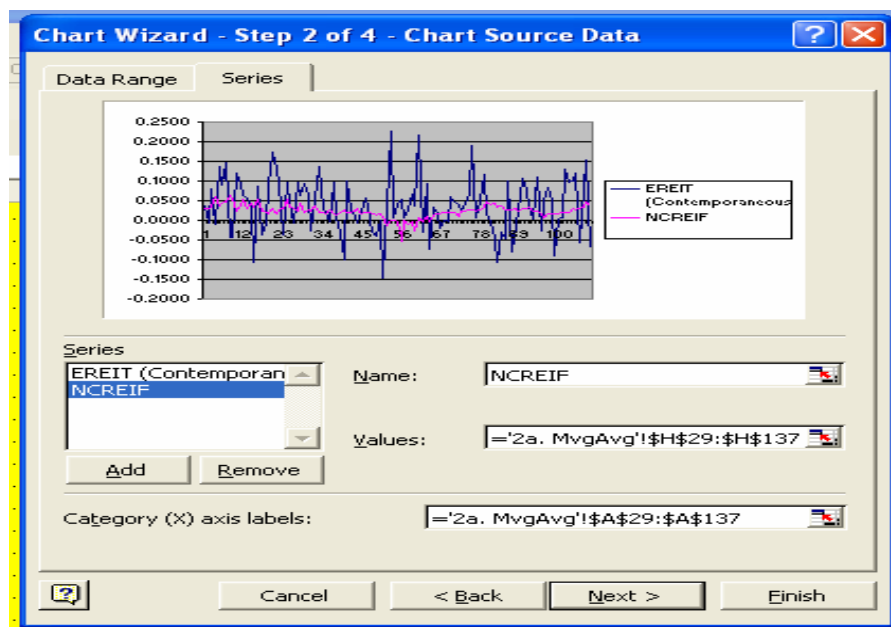 Chart Wizard - Step 2 of 4 - Chart Source Data
Data Range Series
0.2500
0.2000
0.1500
0.1000
0.0500
0.0000
-0.0500
-0.1000
-0.1500
-0.2000
1 12 23 34 45 56 67 78 89 100
EREIT
(Contemporaneous
NCREIF
Series
EREIT (Contemporan
NCREIF
Name: NCREIF
Values: ='2a. MvgAvg'!$H$29:$H$137
Add Remove
Category (X) axis labels: ='2a. MvgAvg'!$A$29:$A$137
Cancel < Back Next > Finish